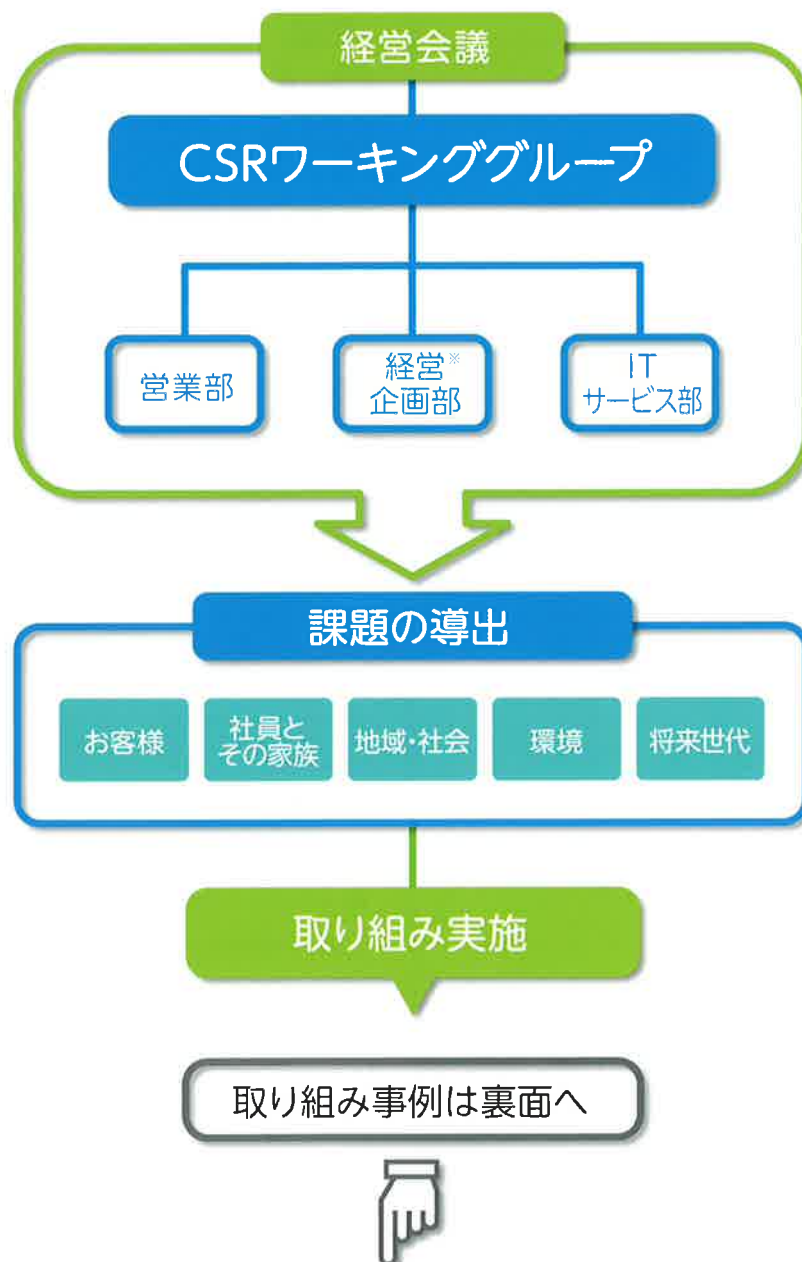 経営会議
CSRワーキンググループ
営業部
経営※
企画部
IT
サービス部
課題の導出
お客様
社員と
その家族
地域・社会
環境
将来世代
取り組み実施
取り組み事例は裏面へ